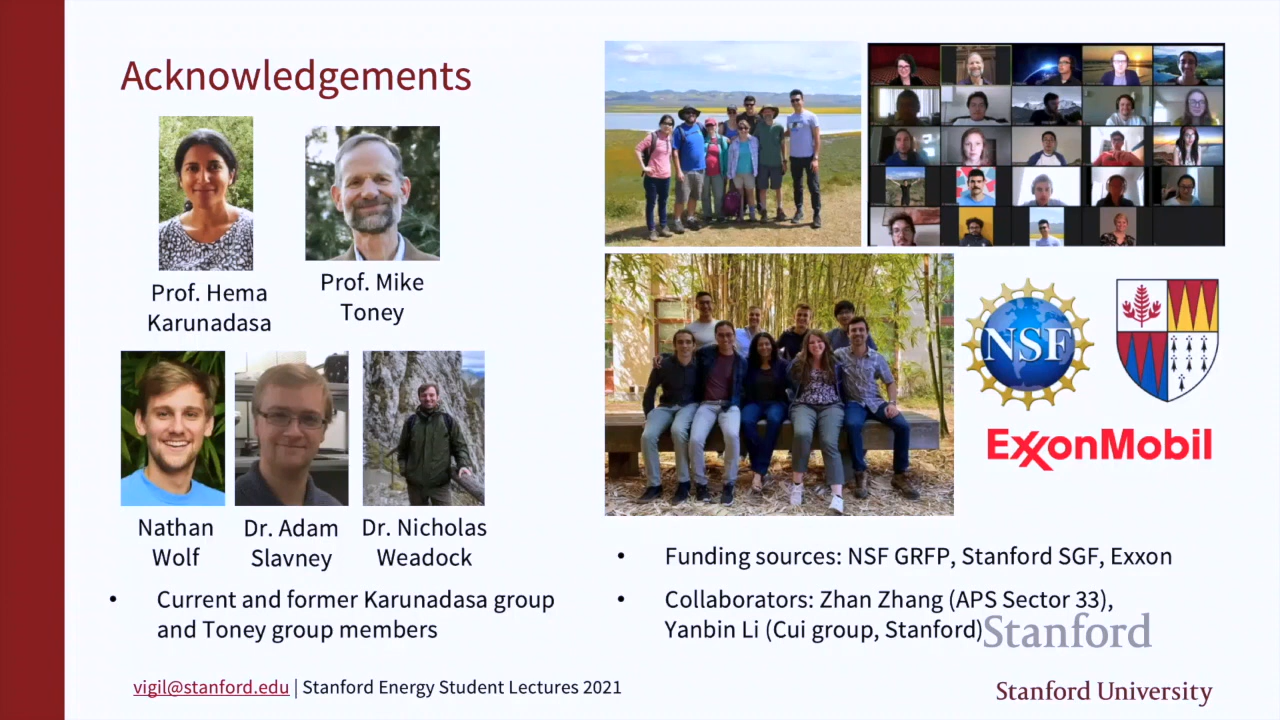 Acknowledgements
Prof. Hema
Karunadasa
Prof. Mike
Toney
Nathan
Wolf
Dr. Adam
Slavney
Dr. Nicholas
Weadock
• Current and former Karunadasa group
and Toney group members
NSF
ExxonMobil
• Funding sources: NSF GRFP, Stanford SGF, Exxon
• Collaborators: Zhan Zhang (APS Sector 33),
Yanbin Li (Cui group, Stanford)
Stanford
vigil@stanford.edu | Stanford Energy Student Lectures 2021
Stanford University